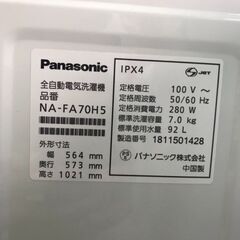 Panasonic
全自動電気洗濯機
品番
NA-FA70H5
外形寸法
幅 564 mm
奥行 573 mm
高さ 1021 mm
IPX4
JET
定格電圧 100 V〜
定格周波数 50/60 Hz
定格消費電力 280 W
標準洗濯容量 7.0 kg
標準使用水量 92 L
製造番号 1811501428
パナソニック株式会社
中国製